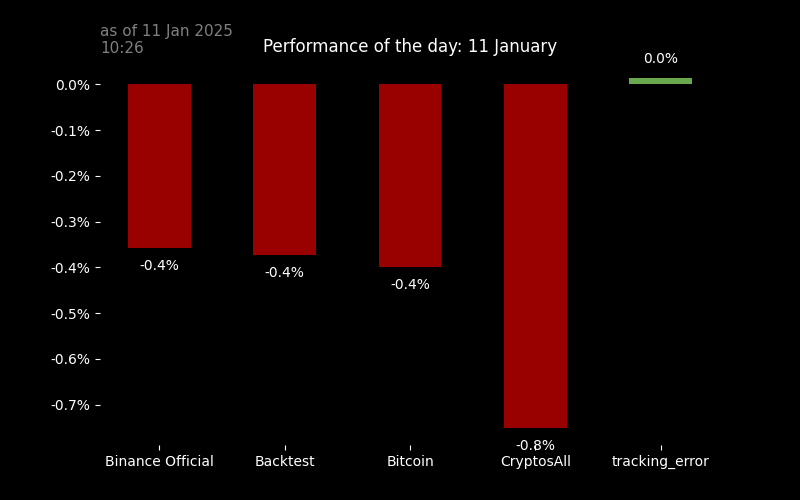 as of 11 Jan 2025
10:26
Performance of the day: 11 January
0.0%
0.0%
-0.1%
-0.2%
-0.3%
-0.4%
-0.5%
-0.6%
-0.7%
-0.4%
-0.4%
-0.4%
-0.8%
Binance Official
Backtest
Bitcoin
CryptosAll
tracking_error